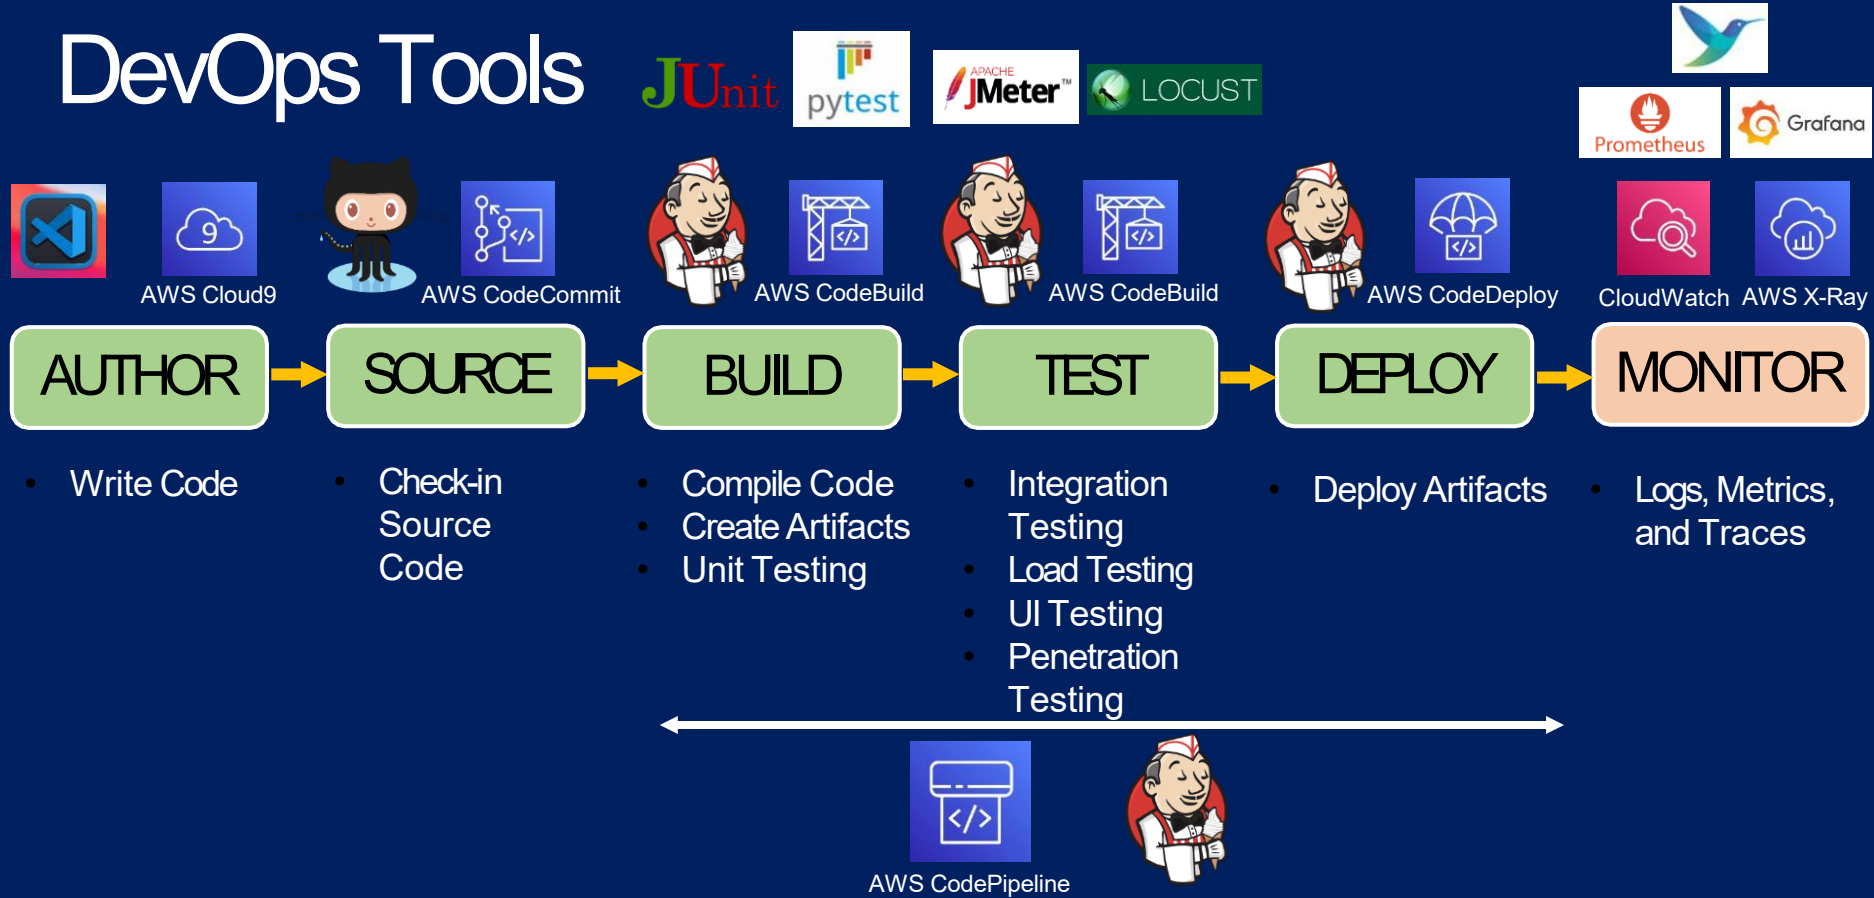 DevOps Tools
JUnit
pytest
APACHE
JMeter™
LOCUST
Prometheus
Grafana
9
AWS Cloud9
</>
AWS CodeCommit
</>
AWS CodeBuild
</>
AWS CodeBuild
</>
AWS CodeDeploy
CloudWatch
AWS X-Ray
AUTHOR
SOURCE
BUILD
TEST
DEPLOY
MONITOR
• Write Code
• Check-in
Source
Code
• Compile Code
• Create Artifacts
• Unit Testing
• Integration
Testing
• Load Testing
• UI Testing
• Penetration
Testing
• Deploy Artifacts
• Logs, Metrics,
and Traces
</>
AWS CodePipeline